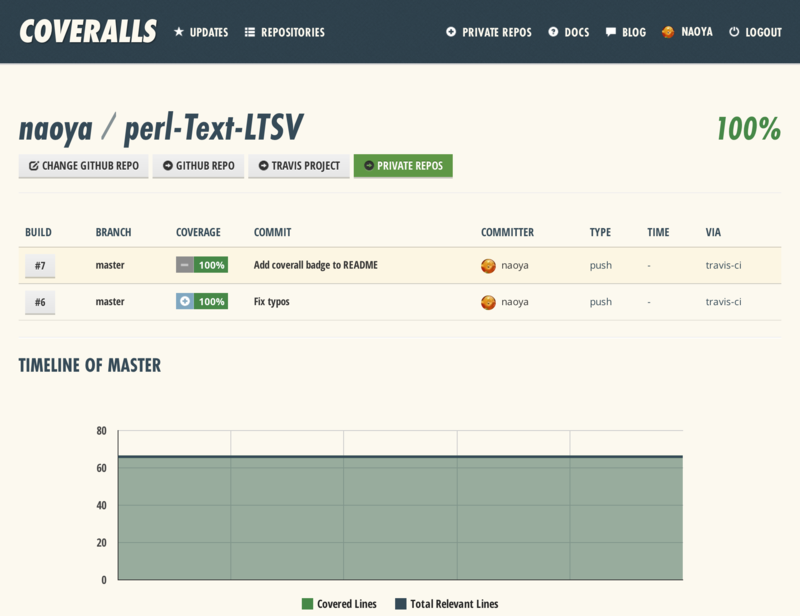 COVERALLS UPDATES REPOSITORIES PRIVATE REPOS DOCS BLOG NAOYA LOGOUT
naoya / perl-Text-LTSV 100%
CHANGE GITHUB REPO GITHUB REPO TRAVIS PROJECT PRIVATE REPOS
BUILD BRANCH COVERAGE COMMIT COMMITTER TYPE TIME VIA
#7 master 100% Add coverall badge to README naoya push - travis-ci
#6 master 100% Fix typos naoya push - travis-ci
TIMELINE OF MASTER
80
60
40
20
0
Covered Lines Total Relevant Lines